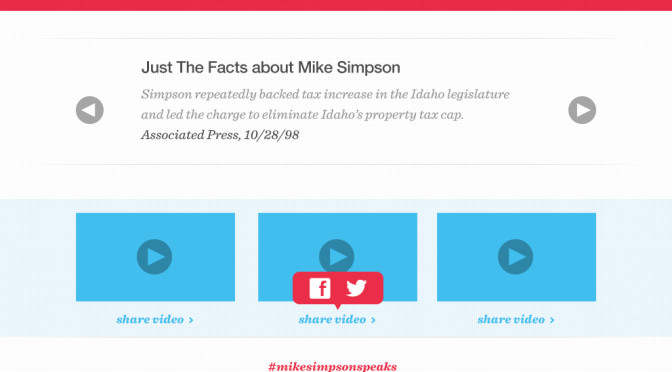 Just The Facts about Mike Simpson
Simpson repeatedly backed tax increase in the Idaho legislature
and led the charge to eliminate Idaho's property tax cap.
Associated Press, 10/28/98
f
share video >
share video >
share video >
#mikesimpsonspeaks